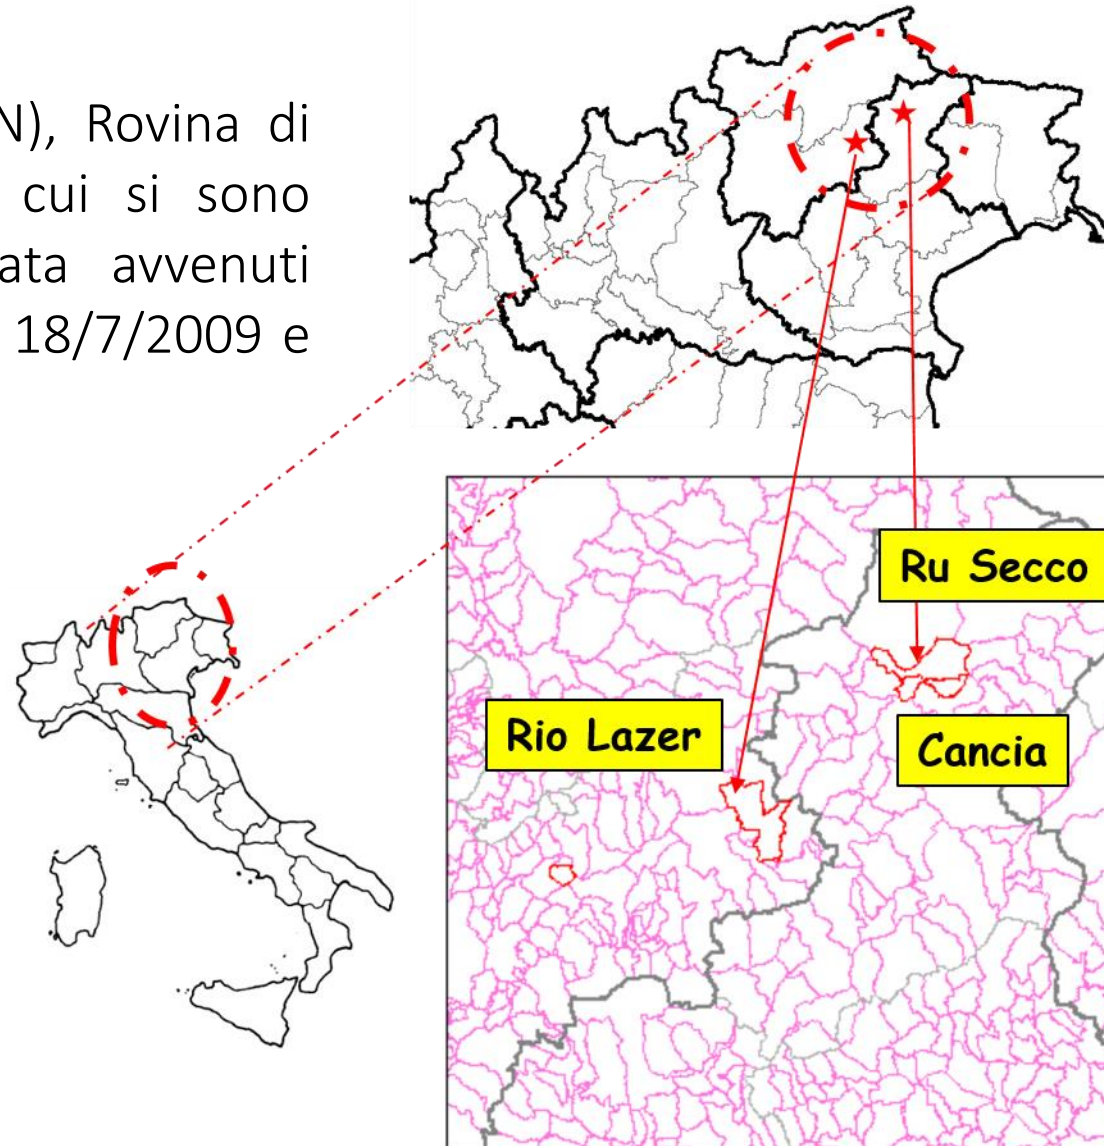 N), Rovina di
cui si sono
ata avvenuti
18/7/2009 e
Ru Secco
Rio Lazer
Cancia